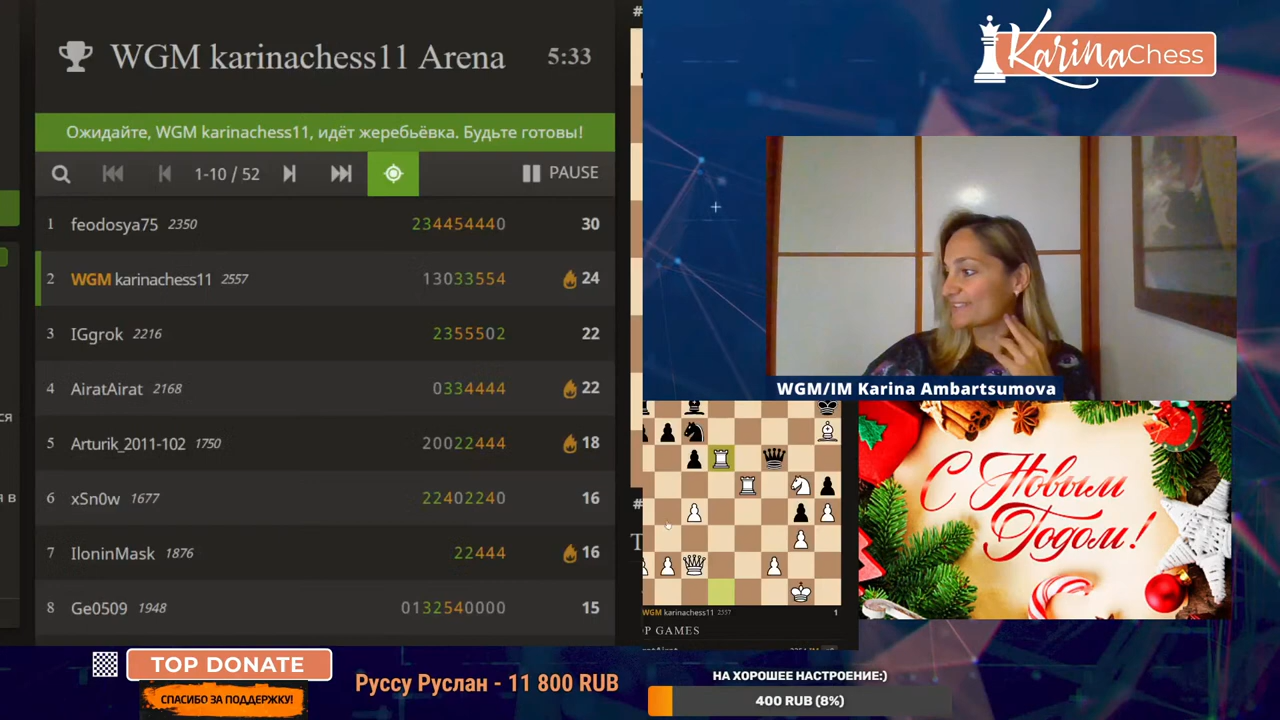 WGM karinachess11 Arena
5:33
Ожидайте, WGM karinachess11, идёт жеребьёвка. Будьте готовы!
1-10 / 52
PAUSE
1 feodosya75 2350 234454440 30
2 WGM karinachess11 2557 13033554 24
3 IGgrok 2216 2355502 22
4 AiratAirat 2168 0334444 22
5 Arturik_2011-102 1750 20022444 18
6 xSn0w 1677 22402240 16
7 IloninMask 1876 22444 16
8 Ge0509 1948 0132540000 15
KarinaChess
WGM/IM Karina Ambartsumova
WGM karinachess11 1
P GAMES
С Новым
Годом!
TOP DONATE
СПАСИБО ЗА ПОДДЕРЖКУ!
Руссу Руслан - 11 800 RUB
НА ХОРОШЕЕ НАСТРОЕНИЕ:)
400 RUB (8%)